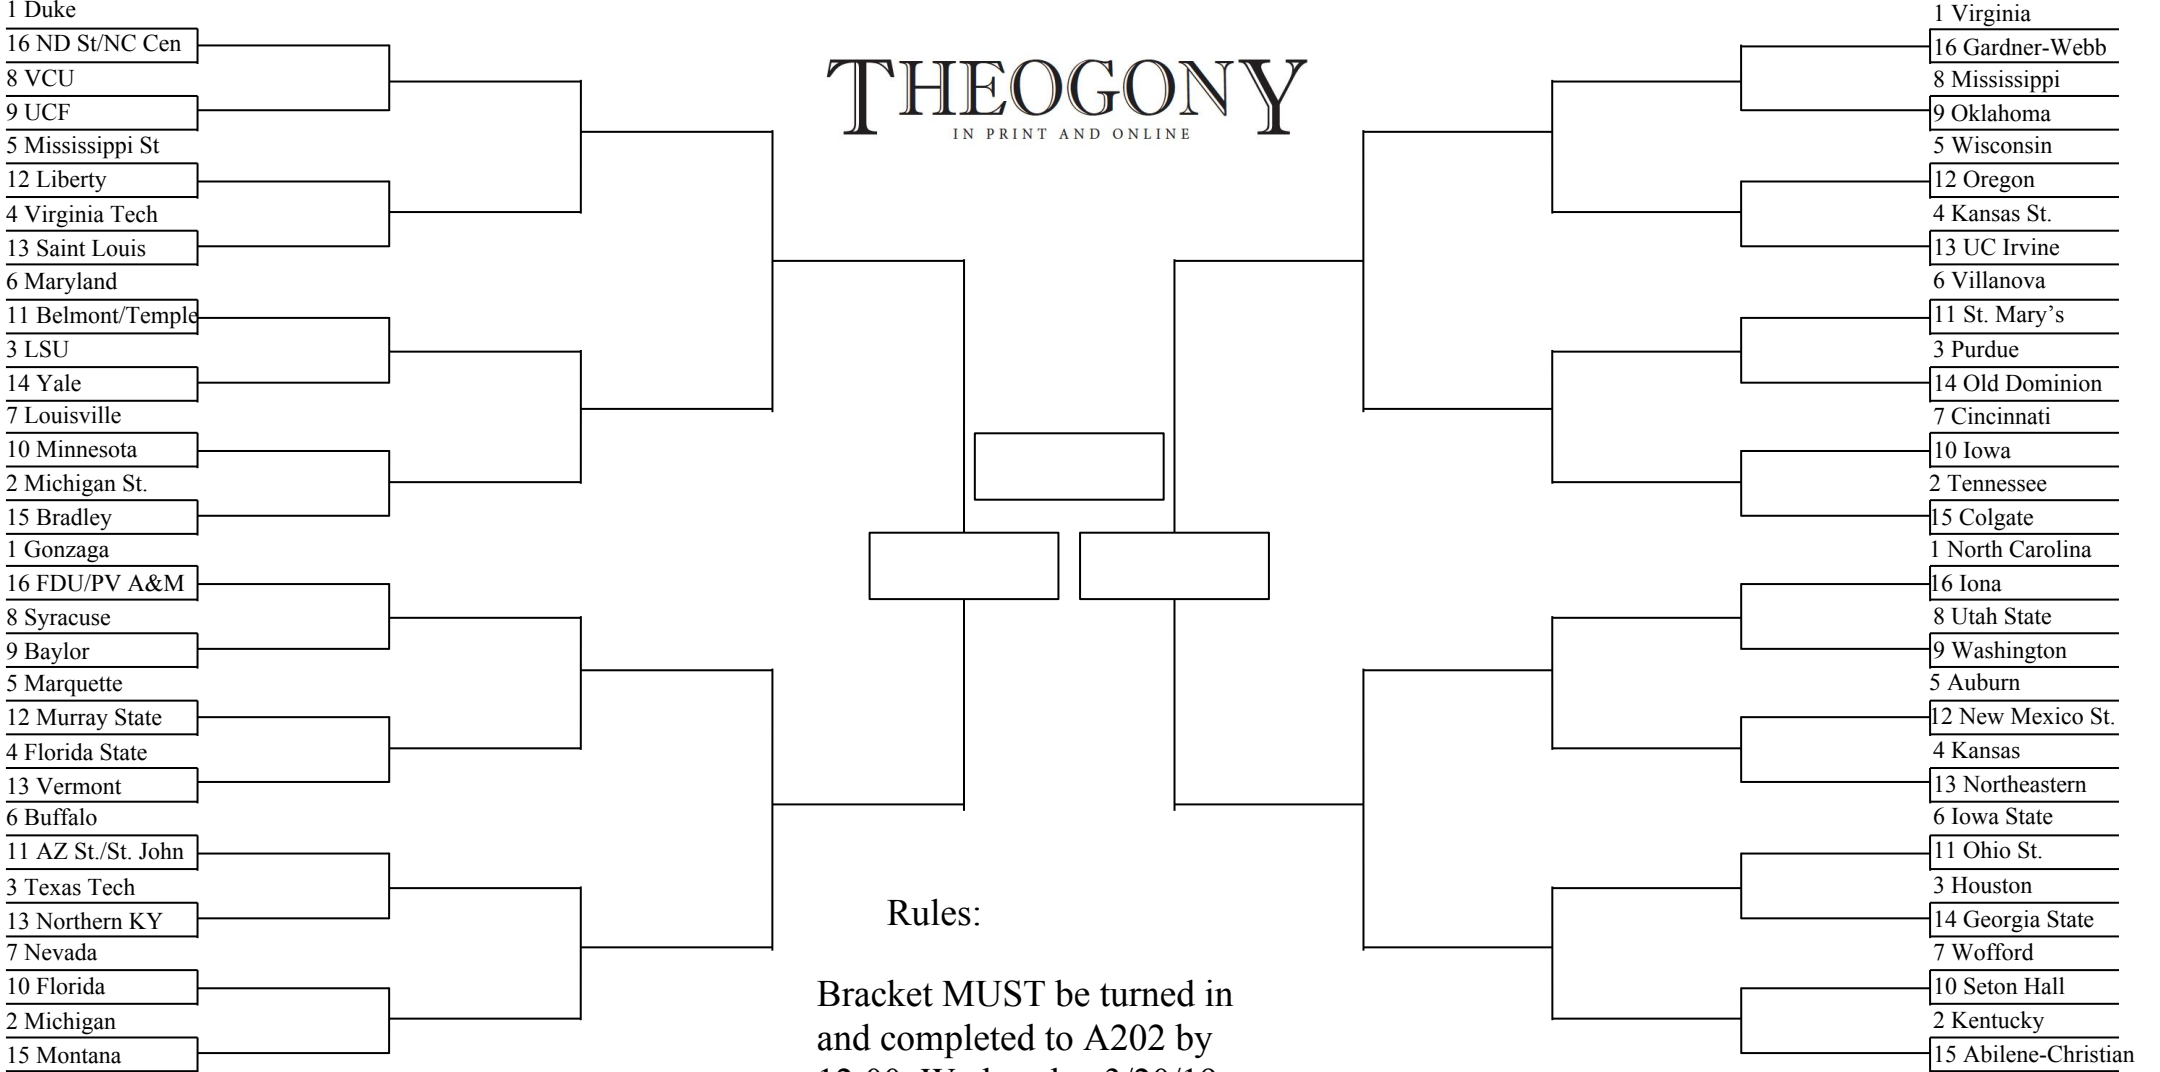 1 Duke
16 ND St/NC Cen
8 VCU
9 UCF
5 Mississippi St
12 Liberty
4 Virginia Tech
13 Saint Louis
6 Maryland
11 Belmont/Temple
3 LSU
14 Yale
7 Louisville
10 Minnesota
2 Michigan St.
15 Bradley
1 Gonzaga
16 FDU/PV A&M
8 Syracuse
9 Baylor
5 Marquette
12 Murray State
4 Florida State
13 Vermont
6 Buffalo
11 AZ St./St. John
3 Texas Tech
13 Northern KY
7 Nevada
10 Florida
2 Michigan
15 Montana
THEOGONY
IN PRINT AND ONLINE
Rules:
Bracket MUST be turned in
and completed to A202 by
1 Virginia
16 Gardner-Webb
8 Mississippi
9 Oklahoma
5 Wisconsin
12 Oregon
4 Kansas St.
13 UC Irvine
6 Villanova
11 St. Mary’s
3 Purdue
14 Old Dominion
7 Cincinnati
10 Iowa
2 Tennessee
15 Colgate
1 North Carolina
16 Iona
8 Utah State
9 Washington
5 Auburn
12 New Mexico St.
4 Kansas
13 Northeastern
6 Iowa State
11 Ohio St.
3 Houston
14 Georgia State
7 Wofford
10 Seton Hall
2 Kentucky
15 Abilene-Christian